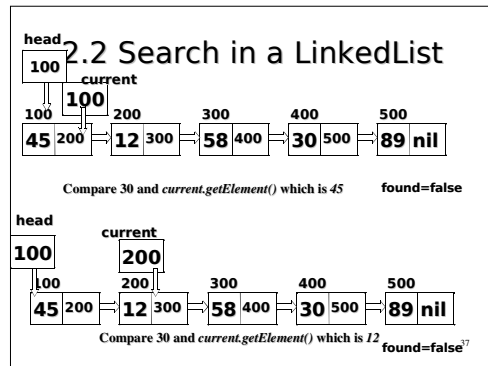 head
2.2 Search in a LinkedList
100
current
100
100 200 300 400 500
45 200 12 300 58 400 30 500 89 nil
Compare 30 and current.getElement() which is 45 found=false
head
current
100
200
100 200 300 400 500
45 200 12 300 58 400 30 500 89 nil
Compare 30 and current.getElement() which is 12
found=false
37